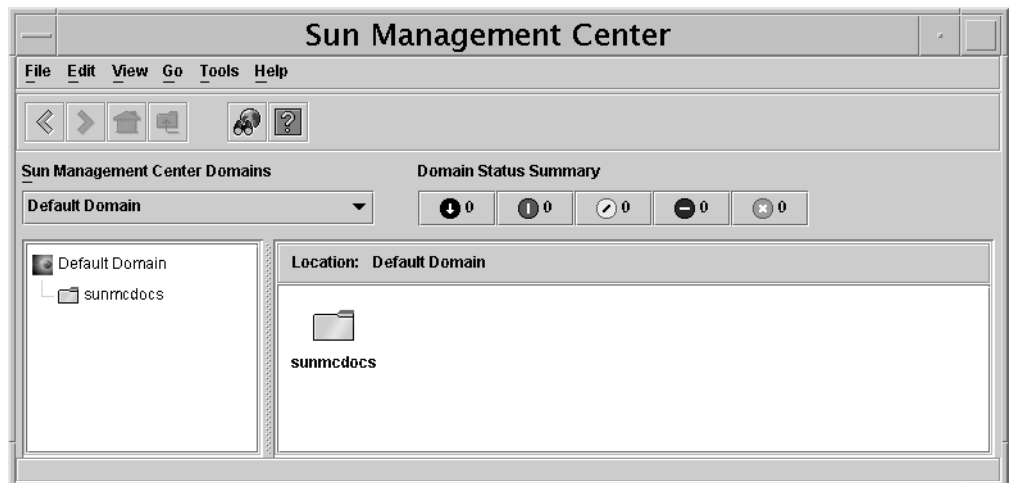 Sun Management Center
File Edit View Go Tools Help
?
Sun Management Center Domains
Domain Status Summary
Default Domain
0 0 0 0 0
Default Domain
sunmcdocs
Location: Default Domain
sunmcdocs